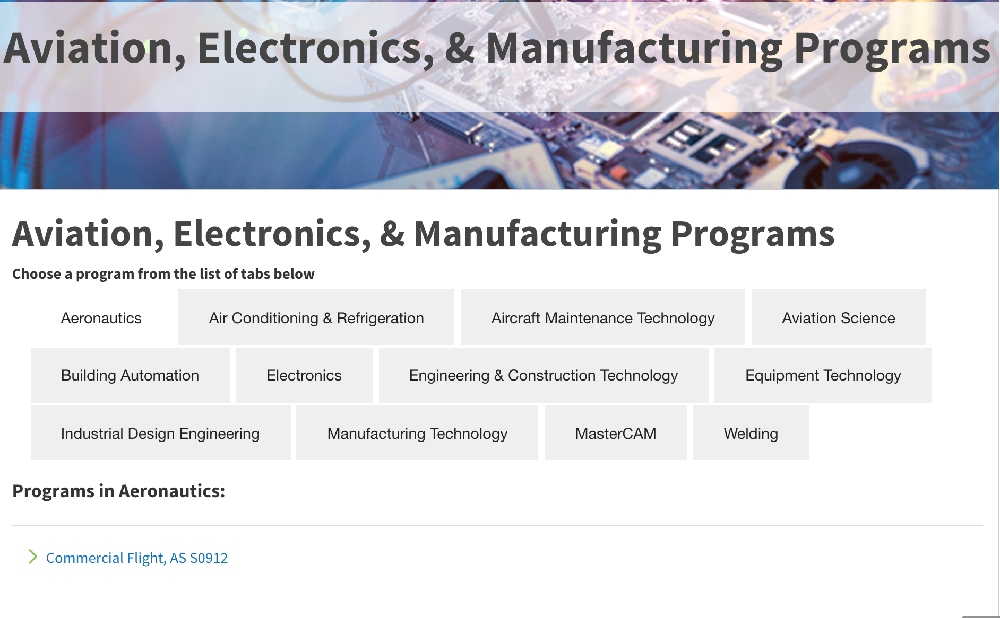 Aviation, Electronics, & Manufacturing Programs
Aviation, Electronics, & Manufacturing Programs
Choose a program from the list of tabs below
Aeronautics Air Conditioning & Refrigeration Aircraft Maintenance Technology Aviation Science
Building Automation Electronics Engineering & Construction Technology Equipment Technology
Industrial Design Engineering Manufacturing Technology MasterCAM Welding
Programs in Aeronautics:
Commercial Flight, AS S0912